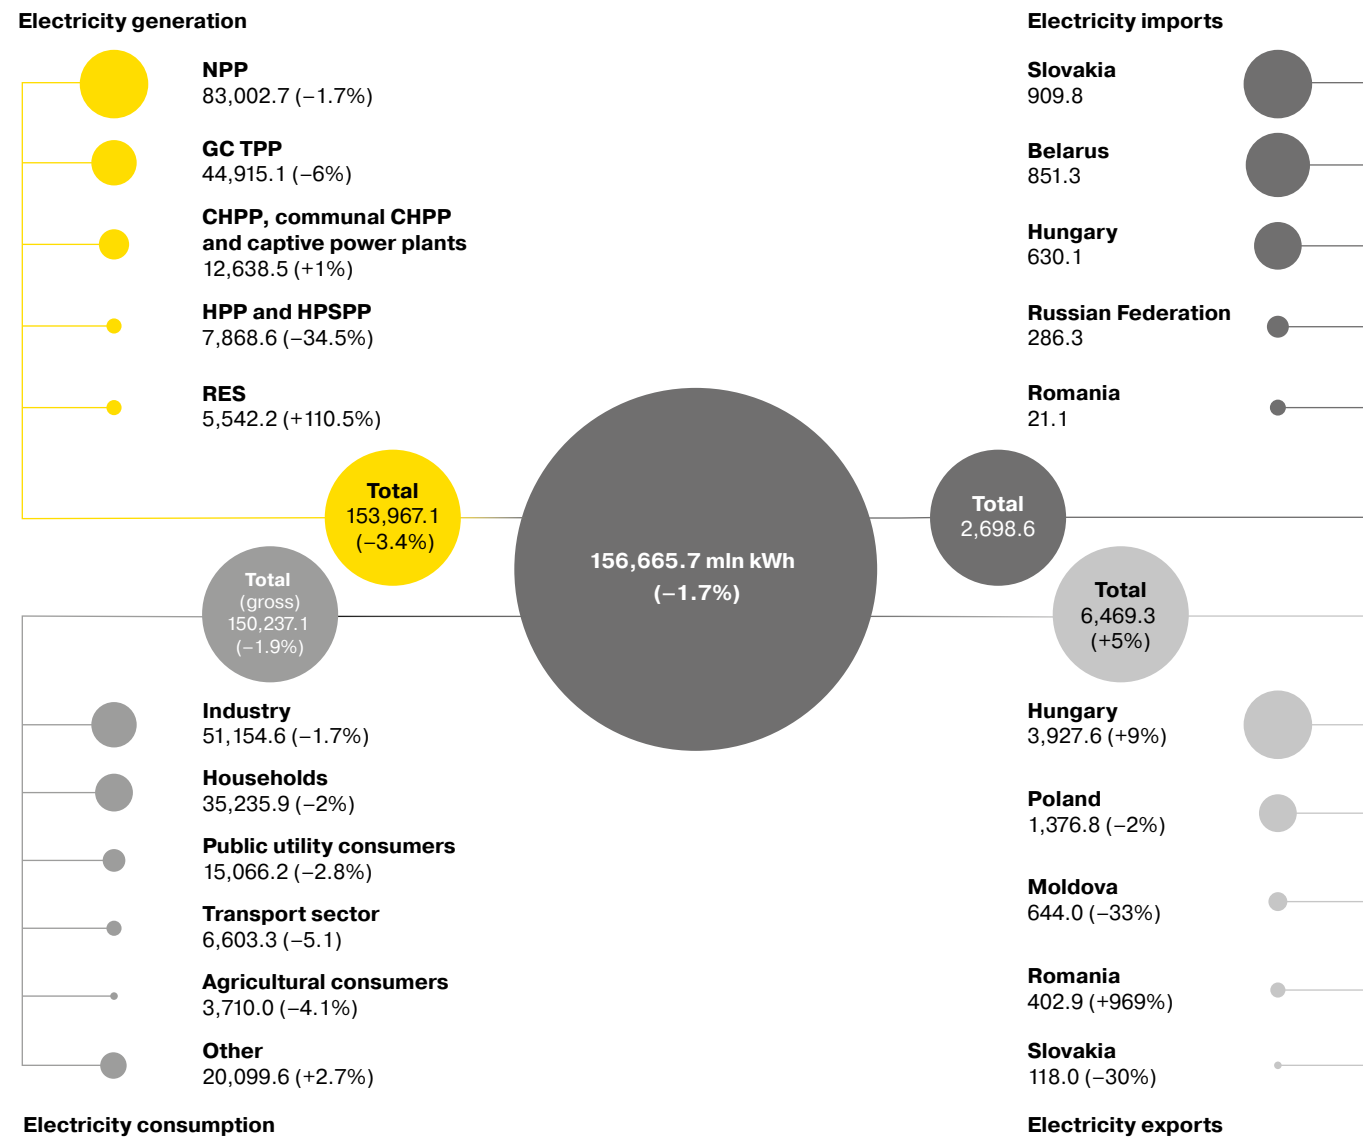 Electricity generation
NPP
83,002.7 (−1.7%)
GC TPP
44,915.1 (−6%)
CHPP, communal CHPP
and captive power plants
12,638.5 (+1%)
HPP and HPSPP
7,868.6 (−34.5%)
RES
5,542.2 (+110.5%)
Total
153,967.1
(−3.4%)
Electricity imports
Slovakia
909.8
Belarus
851.3
Hungary
630.1
Russian Federation
286.3
Romania
21.1
Total
2,698.6
156,665.7 mln kWh
(−1.7%)
Total
(gross)
150,237.1
(−1.9%)
Industry
51,154.6 (−1.7%)
Households
35,235.9 (−2%)
Public utility consumers
15,066.2 (−2.8%)
Transport sector
6,603.3 (−5.1)
Agricultural consumers
3,710.0 (−4.1%)
Other
20,099.6 (+2.7%)
Electricity consumption
Total
6,469.3
(+5%)
Hungary
3,927.6 (+9%)
Poland
1,376.8 (−2%)
Moldova
644.0 (−33%)
Romania
402.9 (+969%)
Slovakia
118.0 (−30%)
Electricity exports